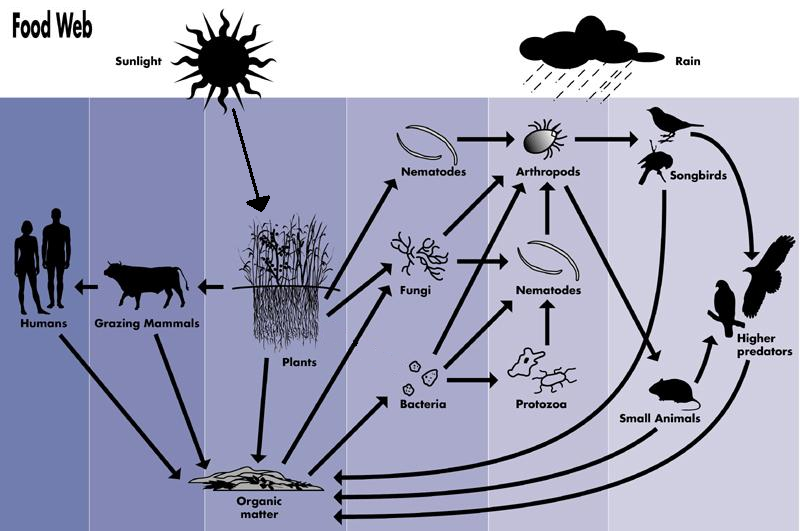 Food Web
Sunlight
Rain
Nematodes
Arthropods
Songbirds
Fungi
Nematodes
Humans
Grazing Mammals
Plants
Higher
predators
Bacteria
Protozoa
Small Animals
Organic
matter